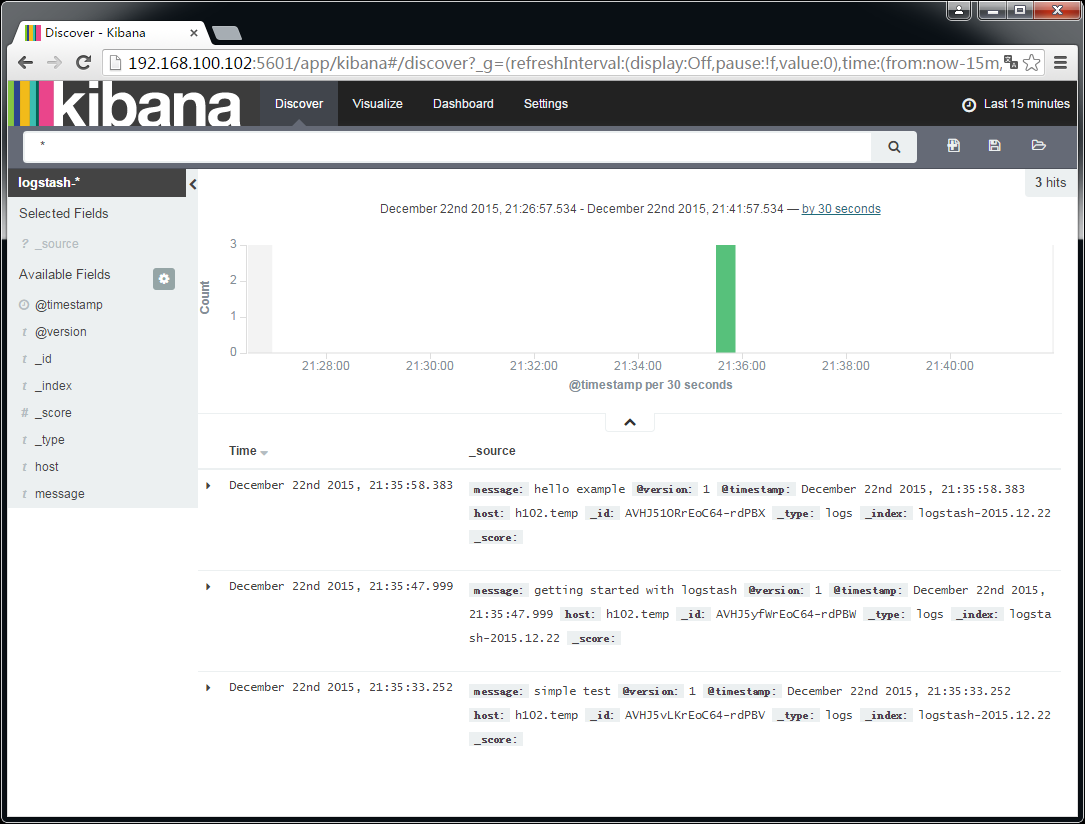 Discover - Kibana
192.168.100.102:5601/app/kibana#/discover?_g=(refreshInterval:(display:Off,pause:!f,value:0),time:(from:now-15m,
kibana Discover Visualize Dashboard Settings Last 15 minutes
*
logstash-* 3 hits
Selected Fields
? _source
Available Fields
@timestamp
t @version
t _id
t _index
# _score
t _type
t host
t message
December 22nd 2015, 21:26:57.534 - December 22nd 2015, 21:41:57.534 — by 30 seconds
Count
3
2
1
0
21:28:00 21:30:00 21:32:00 21:34:00 21:36:00 21:38:00 21:40:00
@timestamp per 30 seconds
Time _source
December 22nd 2015, 21:35:58.383 message: hello example @version: 1 @timestamp: December 22nd 2015, 21:35:58.383
host: h102.temp _id: AVHJ51ORrEoC64-rdPBX _type: logs _index: logstash-2015.12.22
_score:
December 22nd 2015, 21:35:47.999 message: getting started with logstash @version: 1 @timestamp: December 22nd 2015,
21:35:47.999 host: h102.temp _id: AVHJ5yfWrEoC64-rdPBW _type: logs _index: logsta
sh-2015.12.22 _score:
December 22nd 2015, 21:35:33.252 message: simple test @version: 1 @timestamp: December 22nd 2015, 21:35:33.252
host: h102.temp _id: AVHJ5vLKrEoC64-rdPBV _type: logs _index: logstash-2015.12.22
_score: